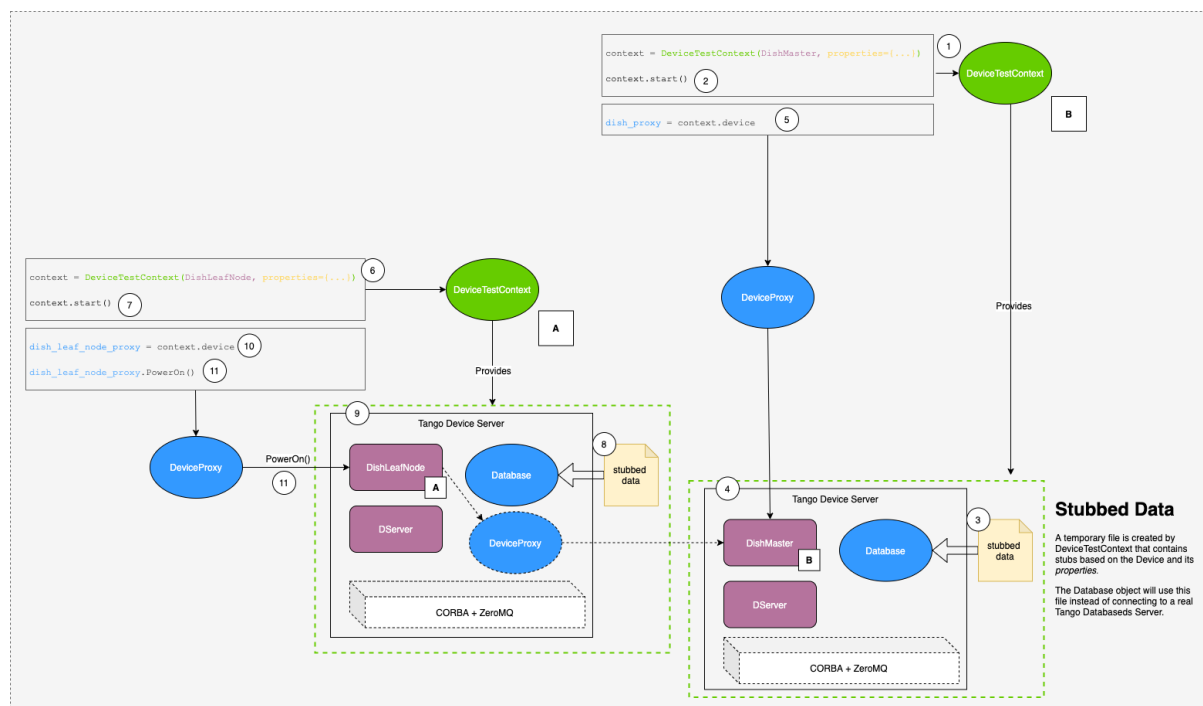 context = DeviceTestContext(DishMaster, properties={...})
1
context.start()
2
DeviceTestContext
B
dish_proxy = context.device
5
context = DeviceTestContext(DishLeafNode, properties={...})
6
context.start()
7
DeviceTestContext
A
DeviceProxy
Provides
dish_leaf_node_proxy = context.device
10
dish_leaf_node_proxy.PowerOn()
11
Provides
9
Tango Device Server
DeviceProxy
PowerOn()
11
DishLeafNode
A
Database
8
stubbed
data
DServer
DeviceProxy
CORBA + ZeroMQ
4
Tango Device Server
DishMaster
B
Database
3
stubbed
data
DServer
CORBA + ZeroMQ
Stubbed Data
A temporary file is created by
DeviceTestContext that contains
stubs based on the Device and its
properties.
The Database object will use this
file instead of connecting to a real
Tango Databaseds Server.